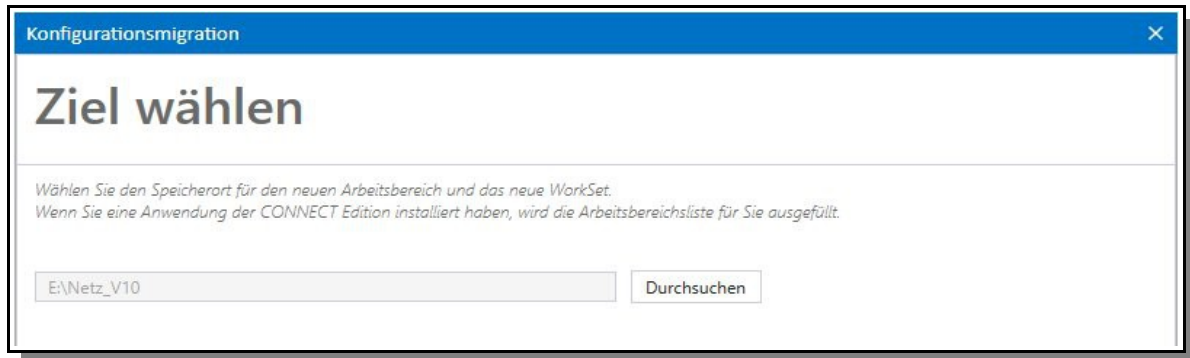 Konfigurationsmigration
Ziel wählen
Wählen Sie den Speicherort für den neuen Arbeitsbereich und das neue WorkSet.
Wenn Sie eine Anwendung der CONNECT Edition installiert haben, wird die Arbeitsbereichsliste für Sie ausgefüllt.
E:\Netz_V10 Durchsuchen